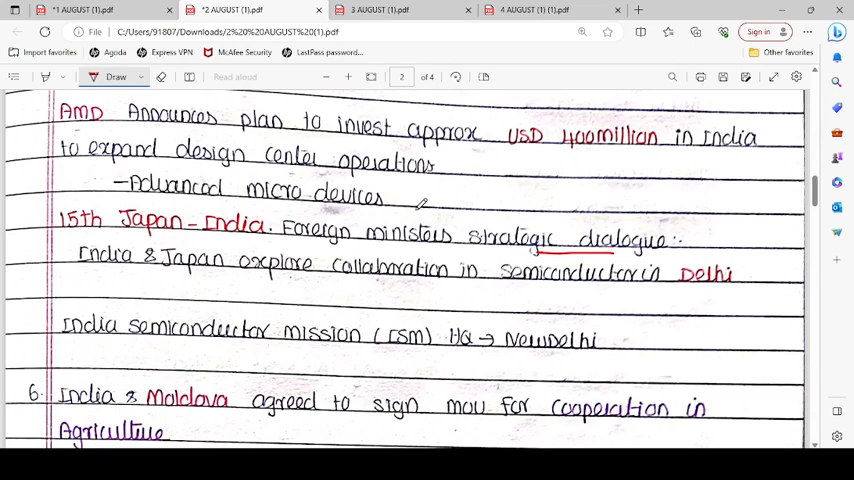 *1 AUGUST (1).pdf
*2 AUGUST (1).pdf
3 AUGUST (1).pdf
4 AUGUST (1).pdf
File
C:/Users/91807/Downloads/2%20%20AUGUST%20(1).pdf
Sign in
Import favorites
Agoda
Express VPN
McAfee Security
LastPass password...
Other favorites
Draw
Read aloud
2 of 4
AMD Announces plan to invest approx USD 400million in India
to expand design center operations
-Advanced micro devices
15th Japan-India. Foreign ministers strategic dialogue:-
India & Japan explore collaboration in semiconductor in Delhi
India semiconductor mission (ISM) HQ → New Delhi
6. India & Moldova agreed to sign mou for cooperation in
Agriculture